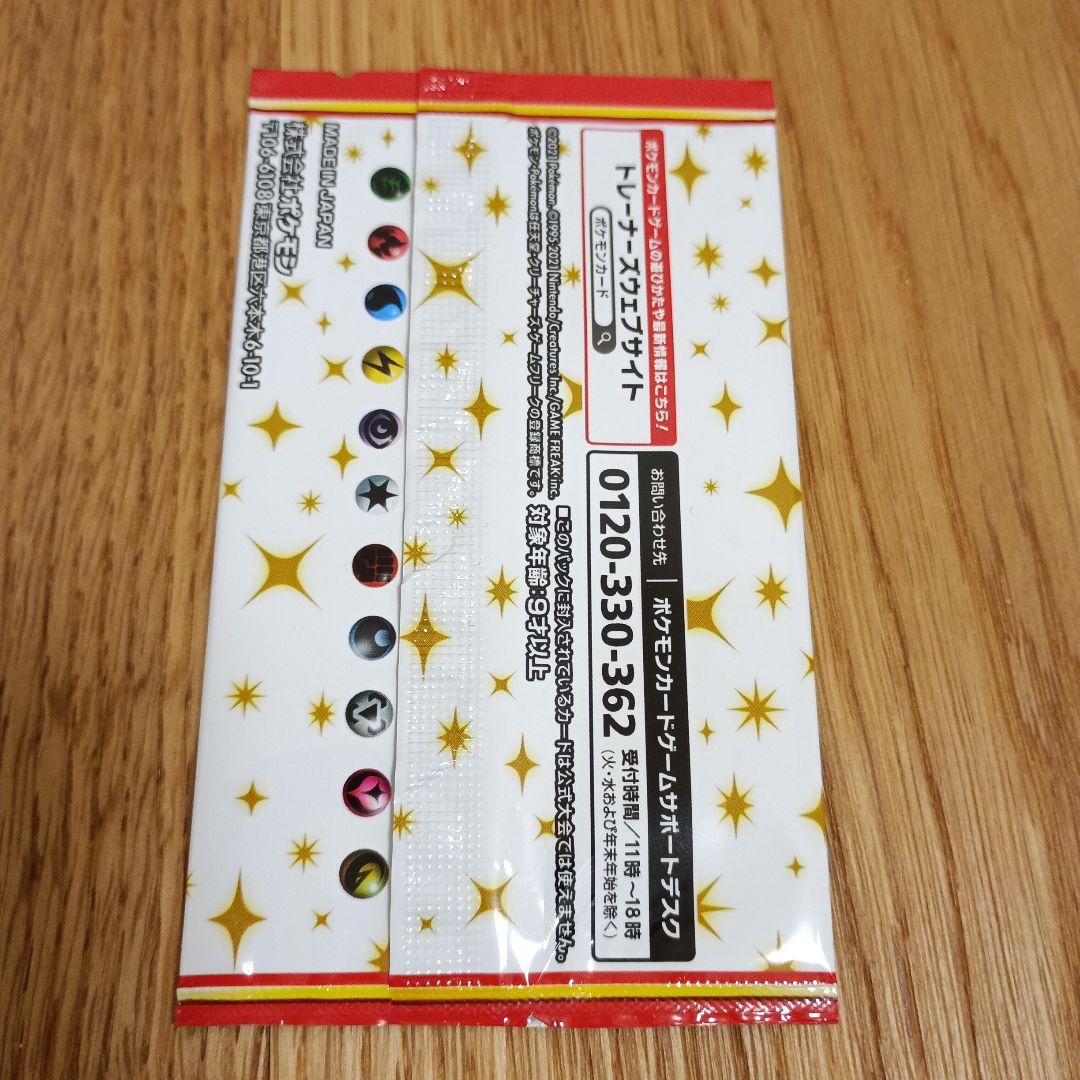 ポケモンカードゲームの遊びかたや最新情報はこちら！
トレーナーズウェブサイト
ポケモンカード
お問い合わせ先
ポケモンカードゲームサポートデスク
0120-330-362
受付時間／11時～18時
(火・水および年末年始を除く)
■このパックに封入されているカードは公式大会では使えません。
対象年齢：9才以上
©2021 Pokémon. ©1995-2021 Nintendo/Creatures Inc./GAME FREAK inc.
ポケモン・Pokémonは任天堂・クリーチャーズ・ゲームフリークの登録商標です。
MADE IN JAPAN
株式会社ポケモン
〒106-6108 東京都港区六本木6-10-1